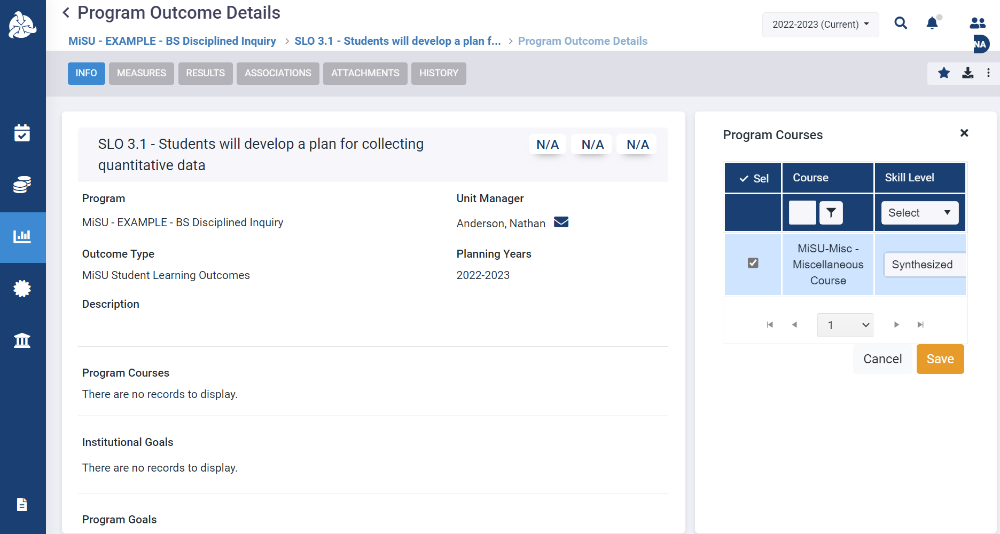 Program Outcome Details
2022-2023 (Current)
NA
MiSU - EXAMPLE - BS Disciplined Inquiry > SLO 3.1 - Students will develop a plan f... > Program Outcome Details
INFO MEASURES RESULTS ASSOCIATIONS ATTACHMENTS HISTORY
SLO 3.1 - Students will develop a plan for collecting
quantitative data
N/A N/A N/A
Program
MiSU - EXAMPLE - BS Disciplined Inquiry
Unit Manager
Anderson, Nathan
Outcome Type
MiSU Student Learning Outcomes
Planning Years
2022-2023
Description
Program Courses
There are no records to display.
Institutional Goals
There are no records to display.
Program Goals
Program Courses
Sel Course Skill Level
Select
MiSU-Misc -
Miscellaneous
Course
Synthesized
1
Cancel Save